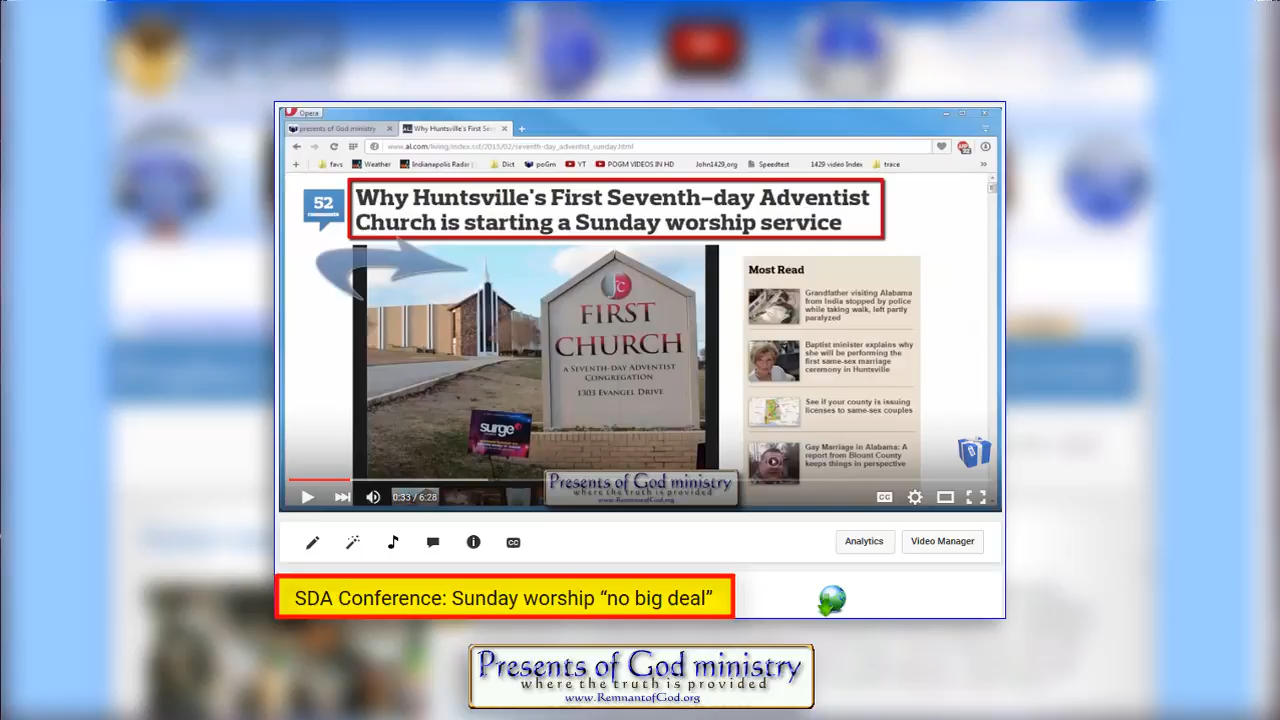 Opera
presents of God ministry
Why Huntsville's First Sev
www.al.com/living/index.ssf/2015/02/seventh-day_adventist_sunday.html
favs
Weather
Indianapolis Radar
Dict
poGm
YT
POGM VIDEOS IN HD
John1429,org
Speedtest
1429 video Index
trace
52
Why Huntsville's First Seventh-day Adventist
Church is starting a Sunday worship service
fc
FIRST
CHURCH
A SEVENTH-DAY ADVENTIST
CONGREGATION
1303 EVANGEL DRIVE
surge
Most Read
Grandfather visiting Alabama
from India stopped by police
while taking walk, left partly
paralyzed
Baptist minister explains why
she will be performing the
first same-sex marriage
ceremony in Huntsville
See if your county is issuing
licenses to same-sex couples
Gay Marriage in Alabama: A
report from Blount County
keeps things in perspective
Presents of God ministry
where the truth is provided
www.RemnantofGod.org
0:33 / 6:28
CC
CC
Analytics
Video Manager
SDA Conference: Sunday worship “no big deal”
Presents of God ministry
where the truth is provided
www.RemnantofGod.org